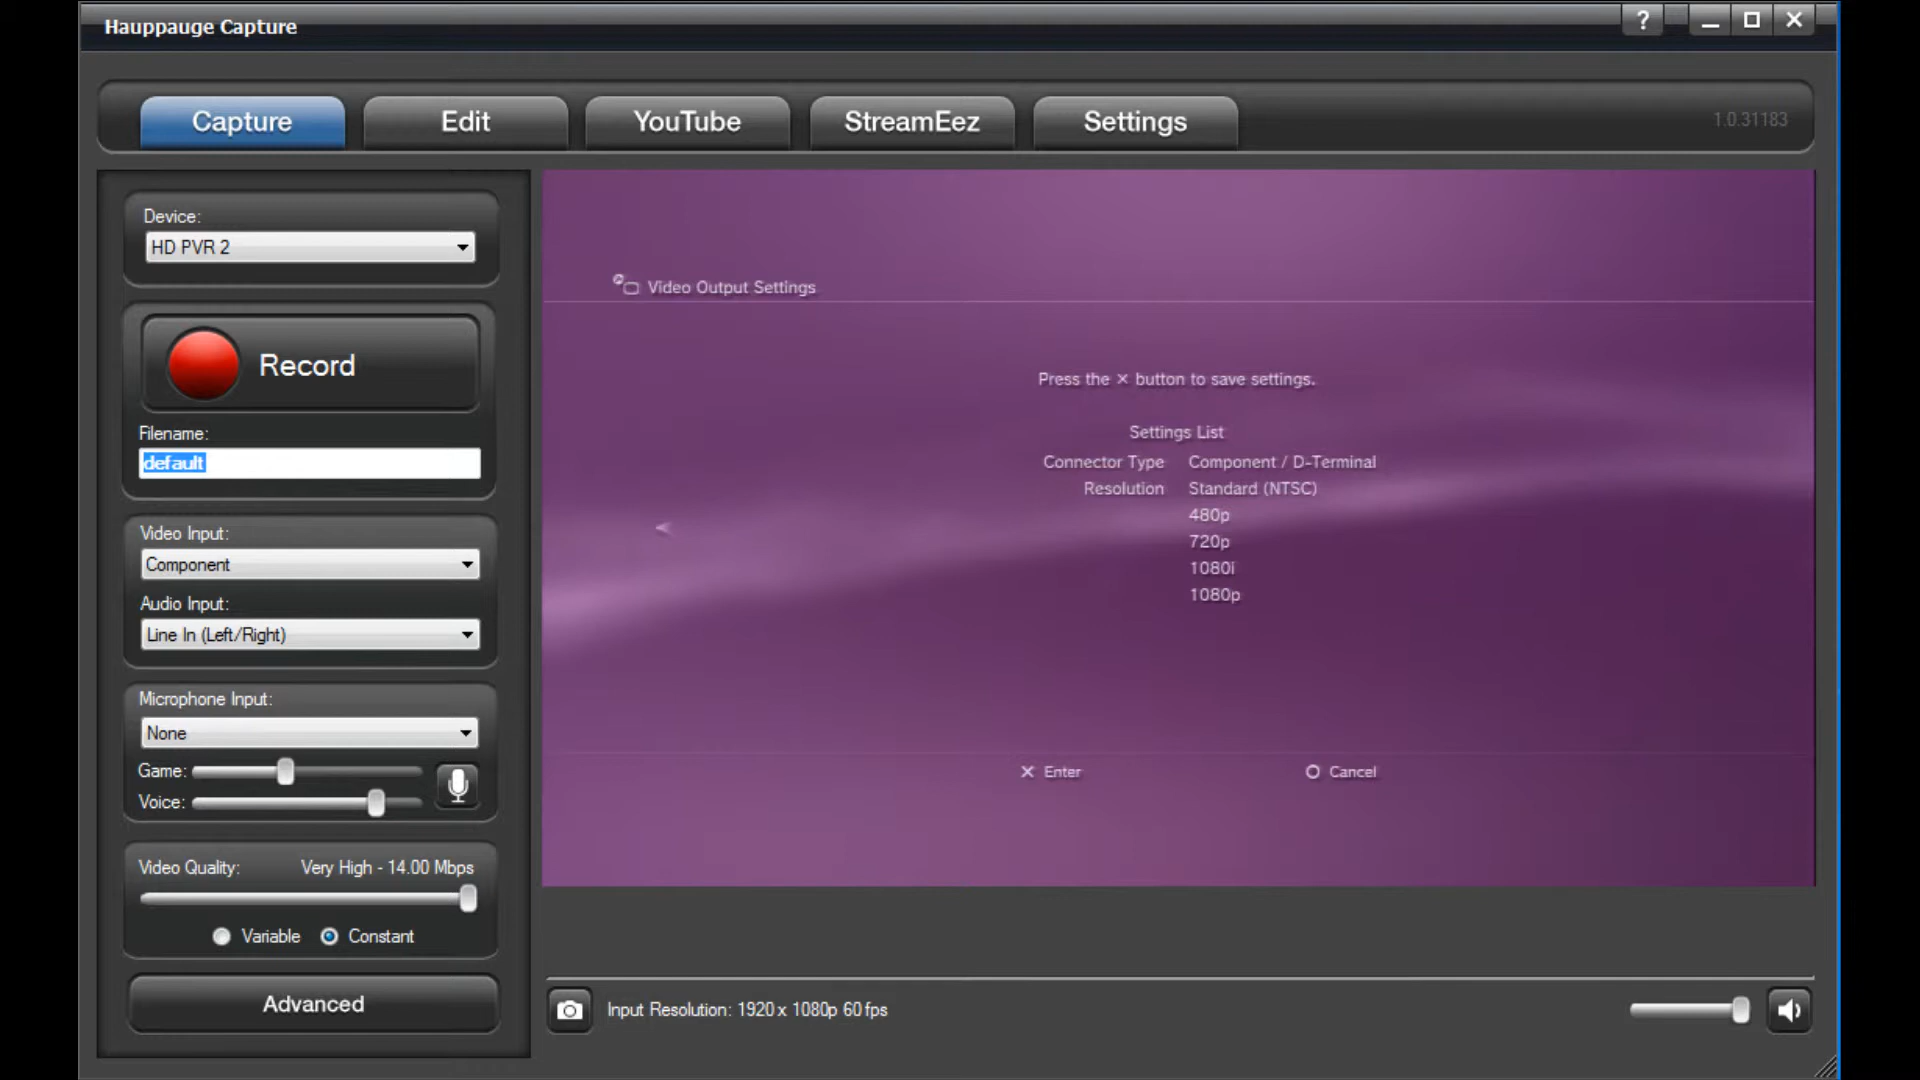 Hauppauge Capture
?
Capture
Edit
YouTube
StreamEez
Settings
1.0.31183
Device:
HD PVR 2
Record
Filename:
default
Video Input:
Component
Audio Input:
Line In (Left/Right)
Microphone Input:
None
Game:
Voice:
Video Quality: Very High - 14.00 Mbps
Variable Constant
Advanced
Video Output Settings
Press the × button to save settings.
Settings List
Connector Type Component / D-Terminal
Resolution Standard (NTSC)
480p
720p
1080i
1080p
Enter
Cancel
Input Resolution: 1920 x 1080p 60 fps